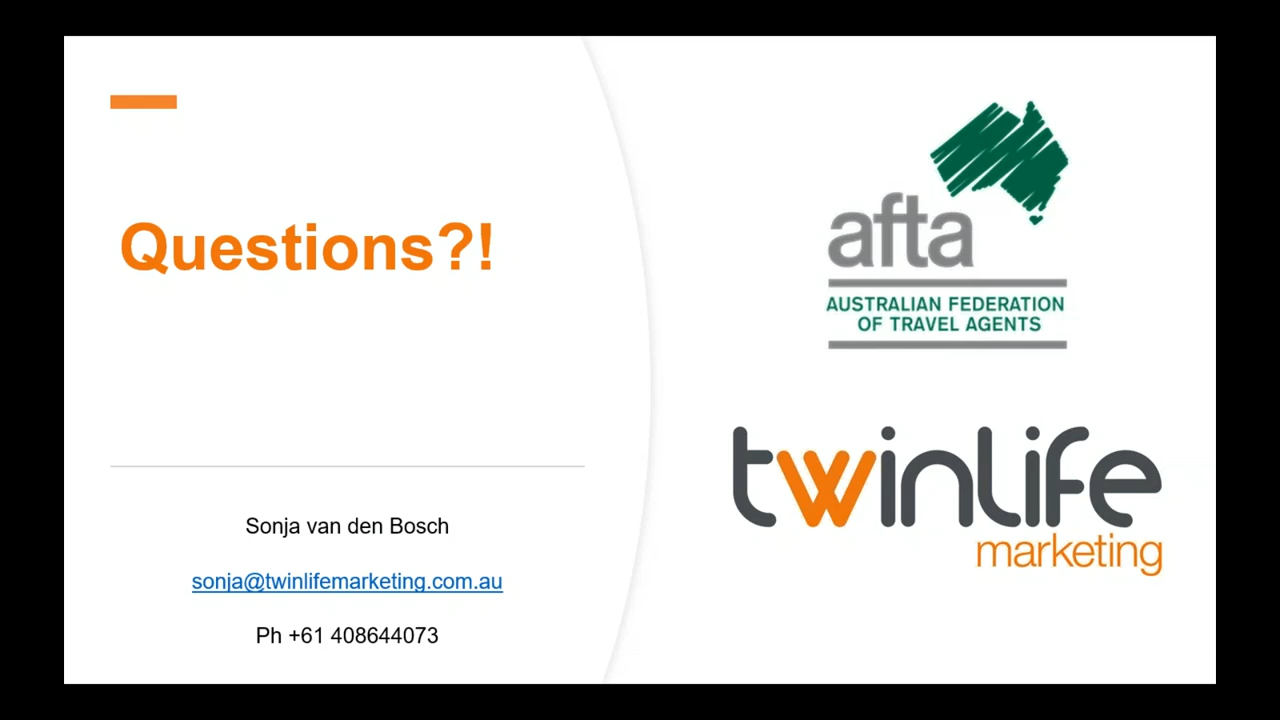 Questions?!
Sonja van den Bosch
sonja@twinlifemarketing.com.au
Ph +61 408644073
afta
AUSTRALIAN FEDERATION
OF TRAVEL AGENTS
twinlife
marketing